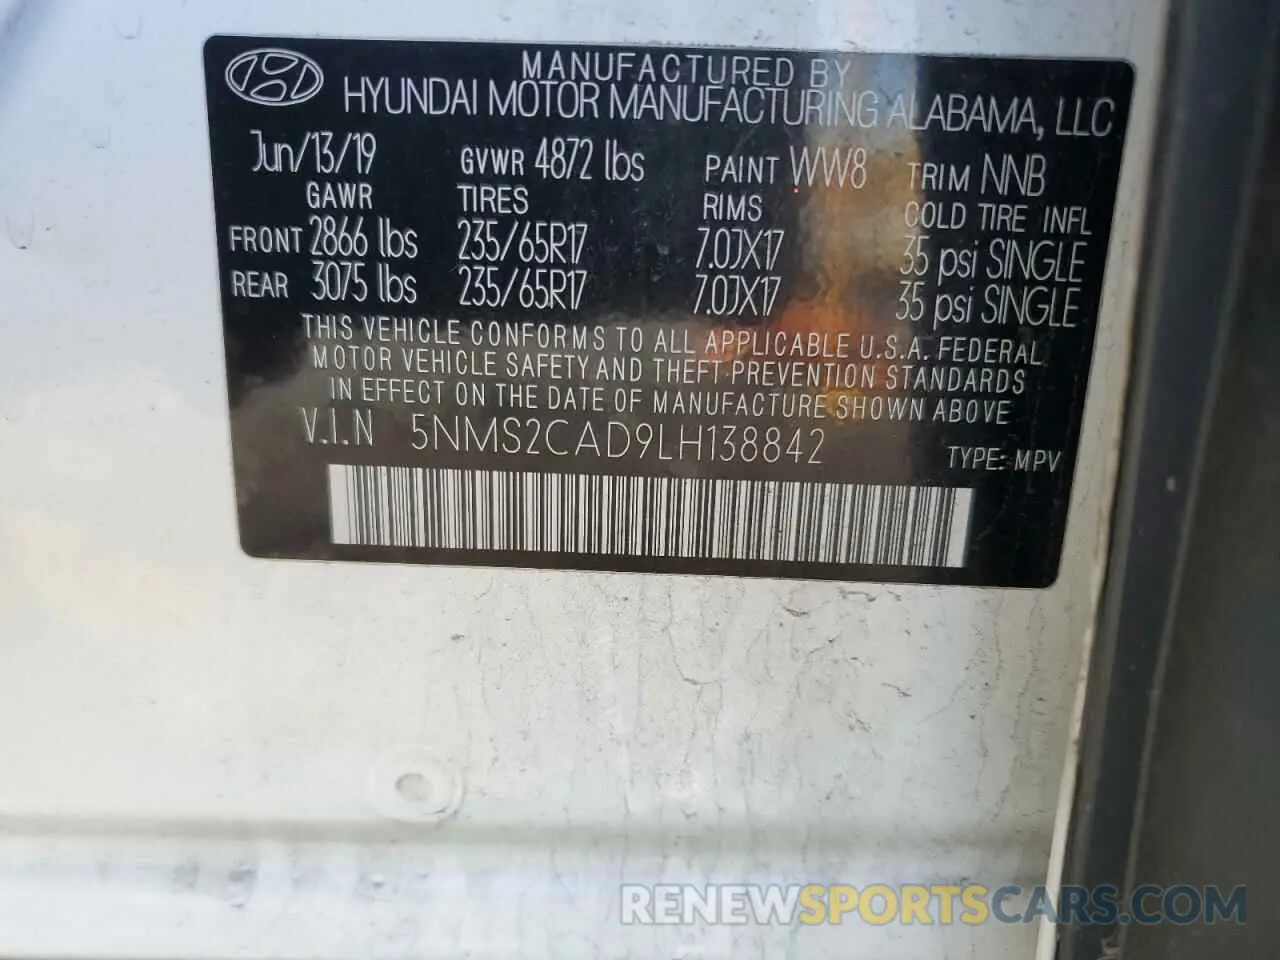 MANUFACTURED BY
HYUNDAI MOTOR MANUFACTURING ALABAMA, LLC
Jun/13/19 GVWR 4872 lbs PAINT WW8 TRIM NNB
GAWR TIRES RIMS COLD TIRE INFL
FRONT 2866 lbs 235/65R17 7.0JX17 35 psi SINGLE
REAR 3075 lbs 235/65R17 7.0JX17 35 psi SINGLE
THIS VEHICLE CONFORMS TO ALL APPLICABLE U.S.A. FEDERAL
MOTOR VEHICLE SAFETY AND THEFT PREVENTION STANDARDS
IN EFFECT ON THE DATE OF MANUFACTURE SHOWN ABOVE
V.I.N 5NMS2CAD9LH138842 TYPE: MPV
RENEWSPORTSCARS.COM